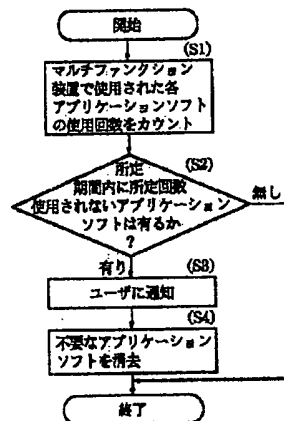 開始
(S1)
マルチファンクション
装置で使用された各
アプリケーションソフト
の使用回数をカウント
(S2)
所定
期間内に所定回数
使用されないアプリケーション
ソフトは有るか
?
無し
有り
(S3)
ユーザに通知
(S4)
不要なアプリケーション
ソフトを消去
終了